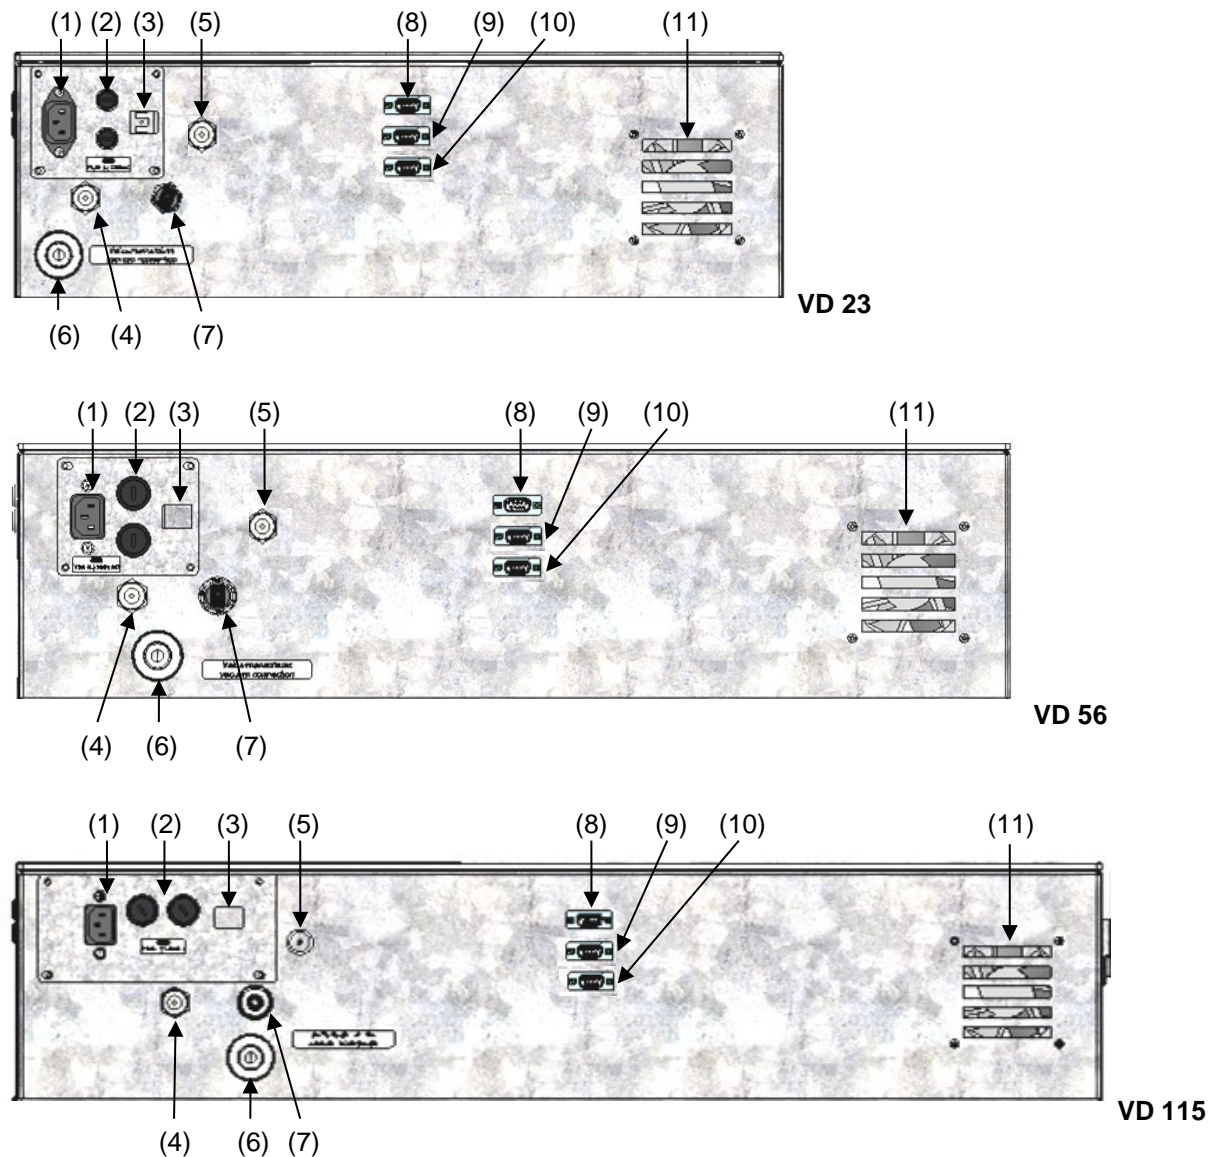 (1) (2) (3) (5) (8) (9) (10) (11)
VD 23
(6) (4) (7)
(1) (2) (3) (5) (8) (9) (10) (11)
vacuum connection
VD 56
(4) (6) (7)
(1) (2) (3) (5) (8) (9) (10) (11)
VD 115
(4) (6) (7)